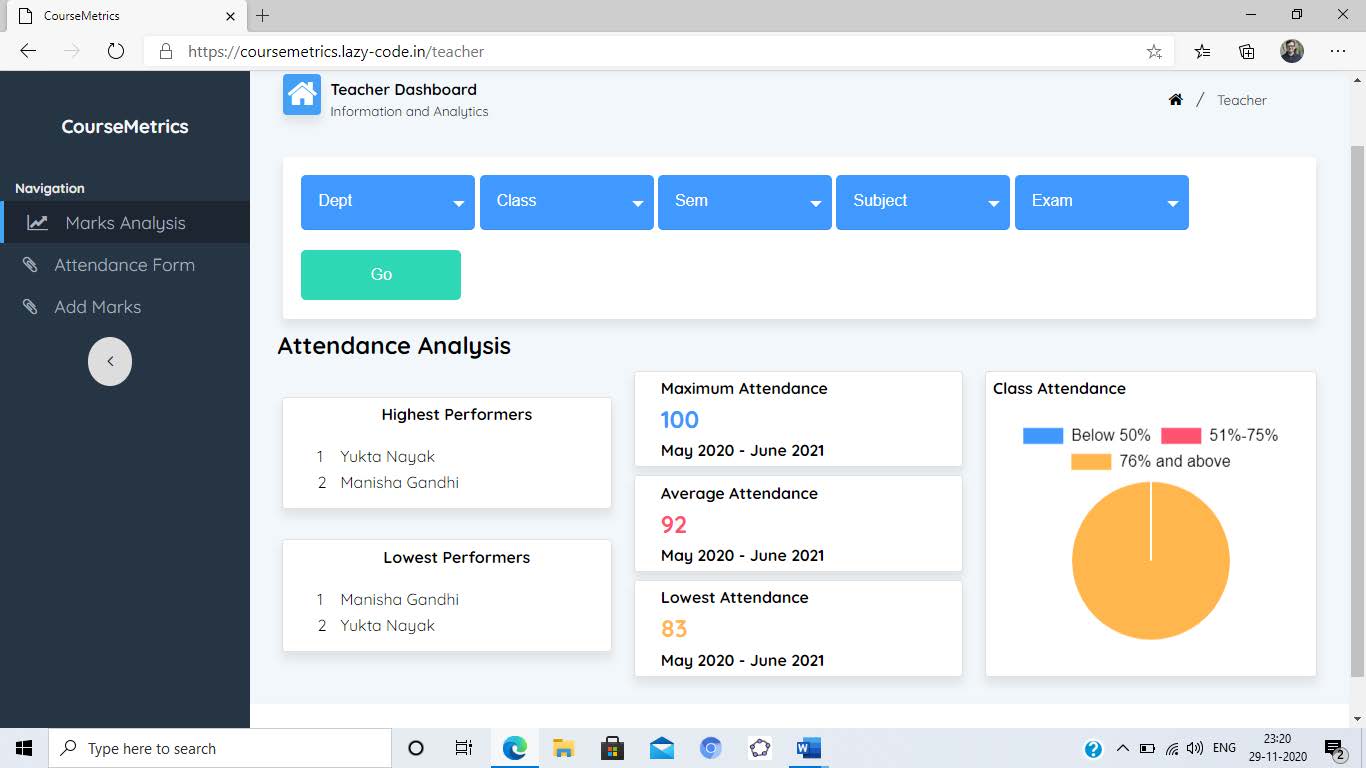 CourseMetrics
https://coursemetrics.lazy-code.in/teacher
CourseMetrics
Navigation
Marks Analysis
Attendance Form
Add Marks
Teacher Dashboard
Information and Analytics
/ Teacher
Dept Class Sem Subject Exam
Go
Attendance Analysis
Highest Performers
1 Yukta Nayak
2 Manisha Gandhi
Lowest Performers
1 Manisha Gandhi
2 Yukta Nayak
Maximum Attendance
100
May 2020 - June 2021
Average Attendance
92
May 2020 - June 2021
Lowest Attendance
83
May 2020 - June 2021
Class Attendance
Below 50% 51%-75%
76% and above
Type here to search
ENG
23:20
29-11-2020
2